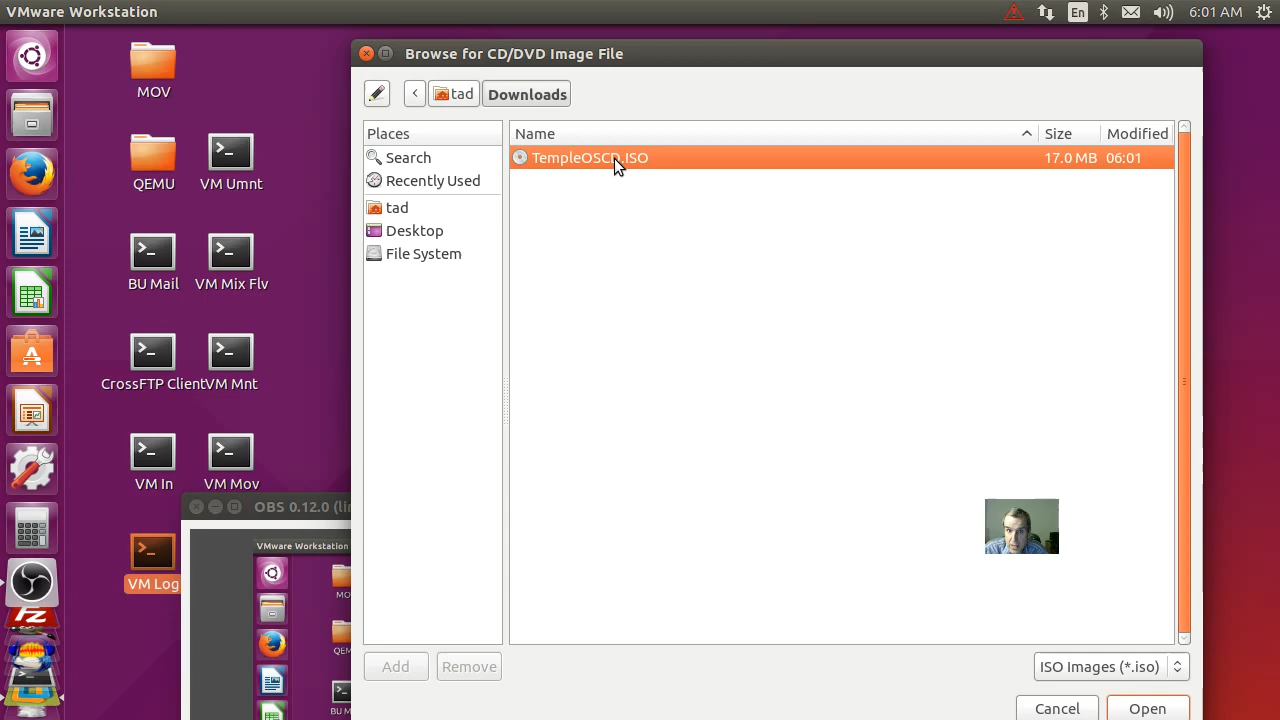 VMware Workstation
En
6:01 AM
MOV
QEMU
VM Umnt
BU Mail
VM Mix Flv
CrossFTP Client
VM Mnt
VM In
VM Mov
VM Log
Browse for CD/DVD Image File
tad
Downloads
Places
Search
Recently Used
tad
Desktop
File System
Name
Size
Modified
TempleOSCD.ISO
17.0 MB
06:01
Add
Remove
ISO Images (*.iso)
Cancel
Open
OBS 0.12.0 (li
VMware Workstation